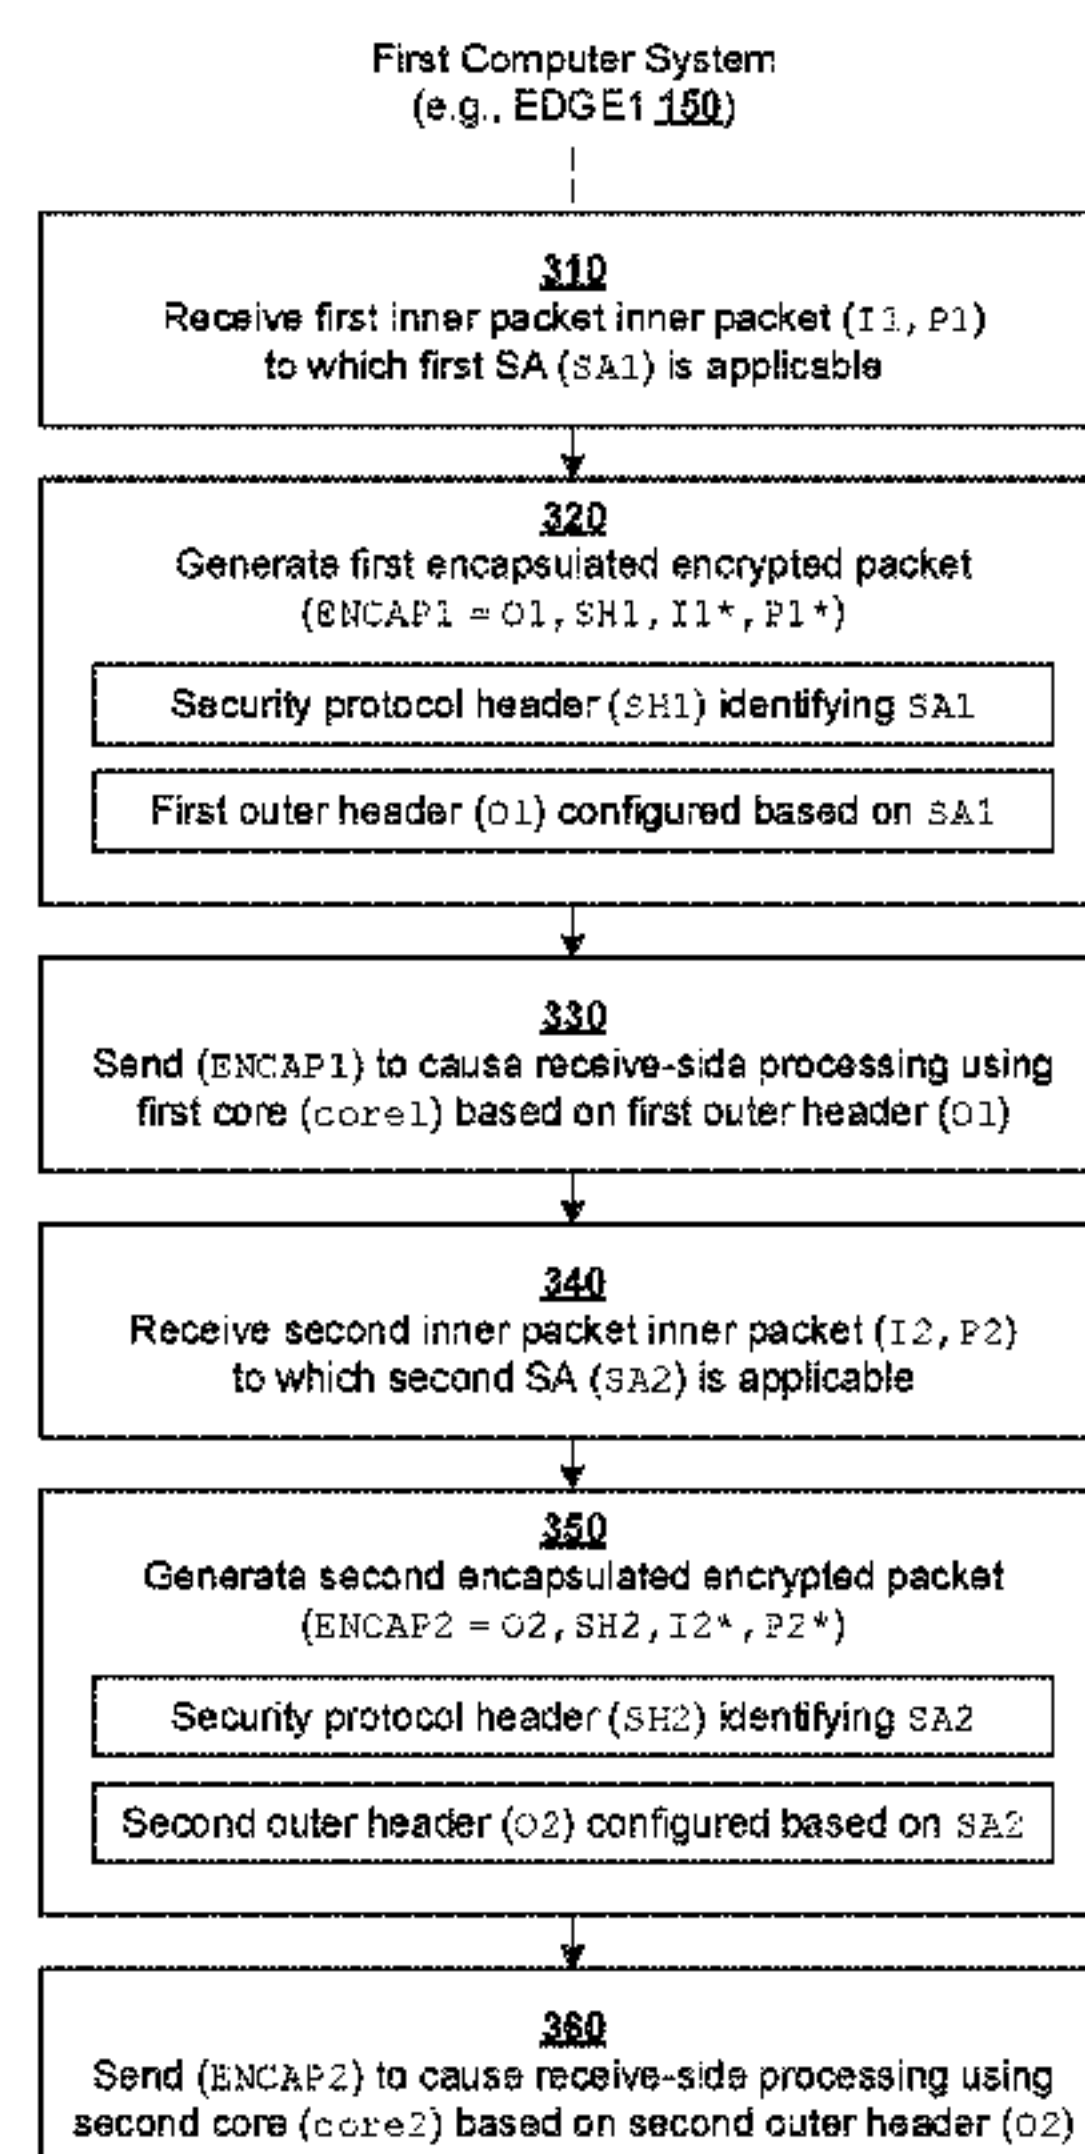 First Computer System
(e.g., EDGE1 150)
310
Receive first inner packet inner packet (I1, P1)
to which first SA (SA1) is applicable
320
Generate first encapsulated encrypted packet
(ENCAP1 = O1, SH1, I1*, P1*)
Security protocol header (SH1) identifying SA1
First outer header (O1) configured based on SA1
330
Send (ENCAP1) to cause receive-side processing using
first core (core1) based on first outer header (O1)
340
Receive second inner packet inner packet (I2, P2)
to which second SA (SA2) is applicable
350
Generate second encapsulated encrypted packet
(ENCAP2 = O2, SH2, I2*, P2*)
Security protocol header (SH2) identifying SA2
Second outer header (O2) configured based on SA2
360
Send (ENCAP2) to cause receive-side processing using
second core (core2) based on second outer header (O2)